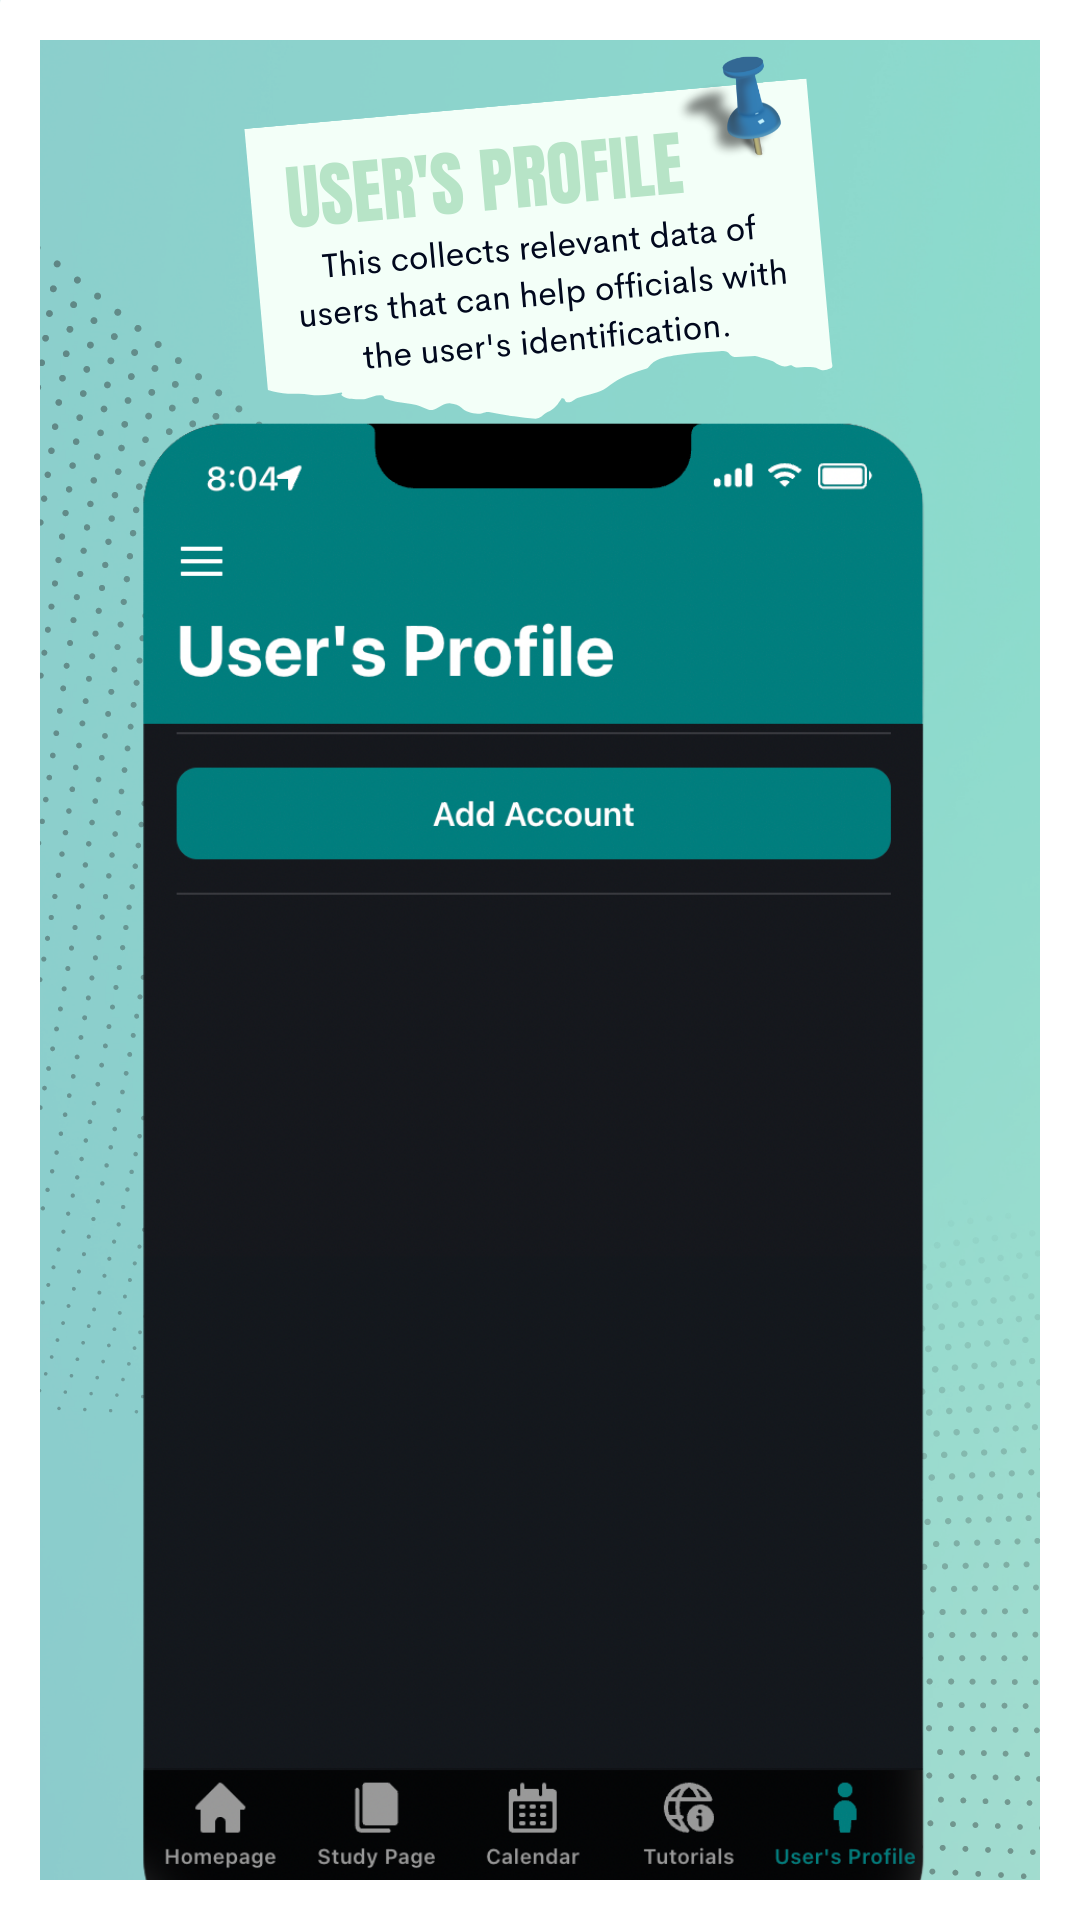 USER'S PROFILE
This collects relevant data of
users that can help officials with
the user's identification.
8:04
User's Profile
Add Account
Homepage
Study Page
Calendar
Tutorials
User's Profile